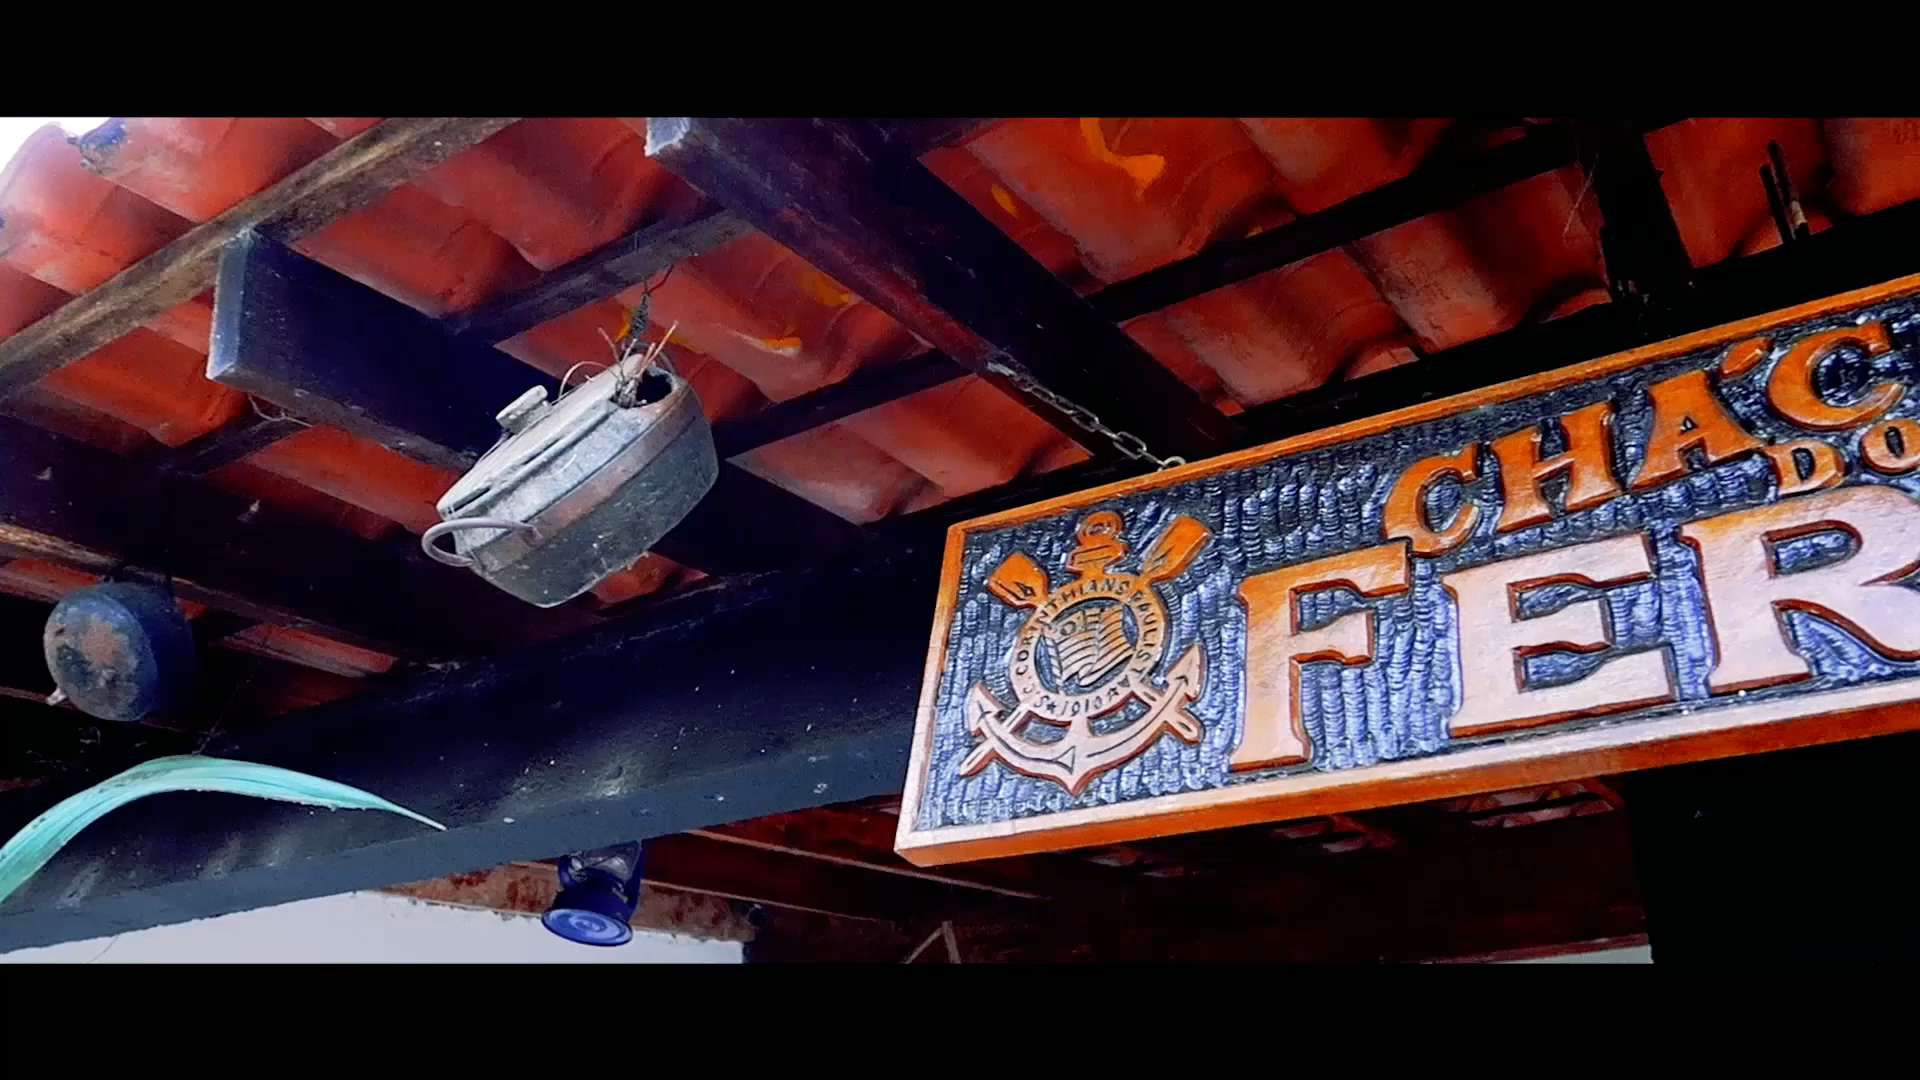 CHÁC
DO
FER
S.C. CORINTHIANS PAULISTA
★1910★